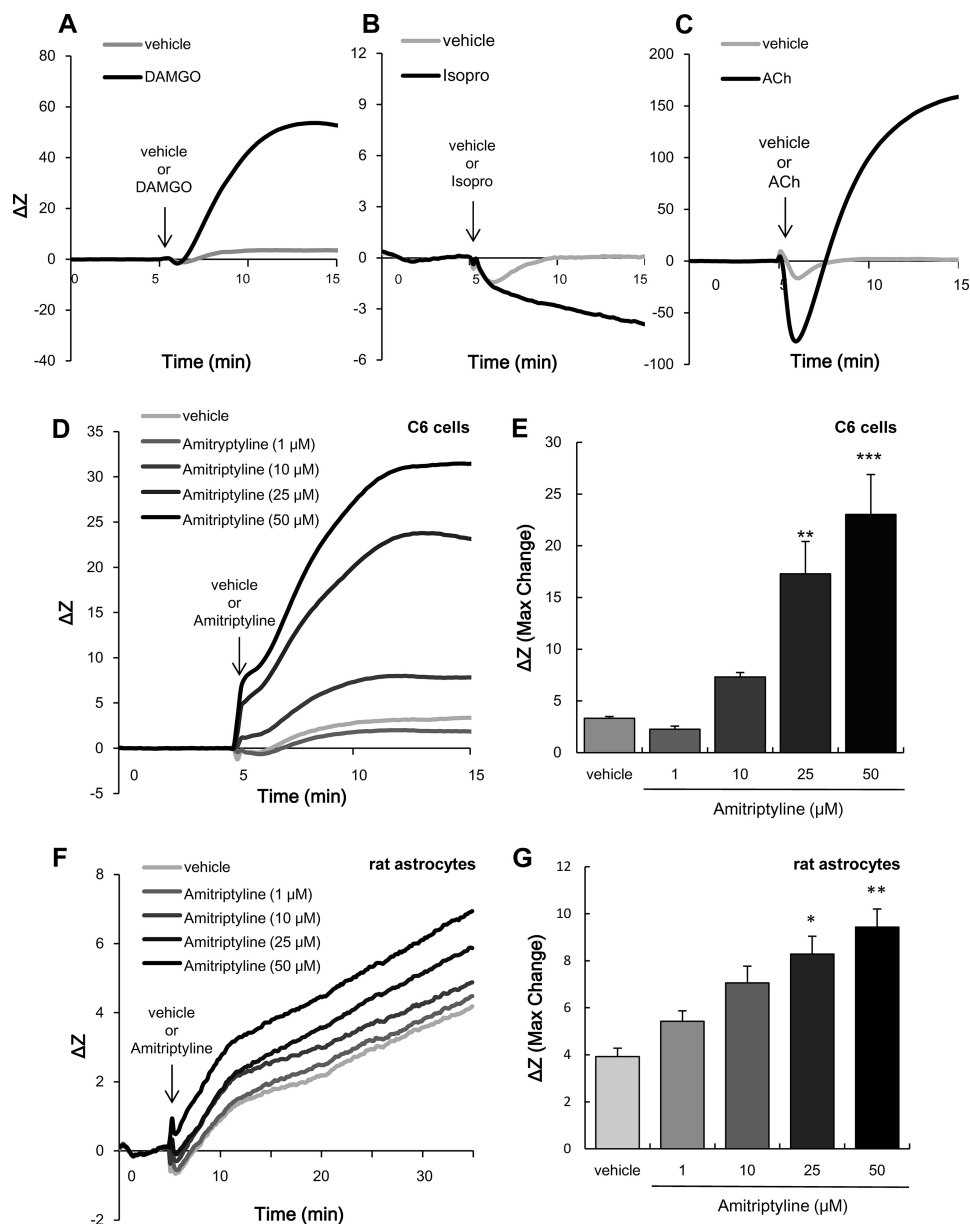 A
vehicle
DAMGO
80
60
40
20
0
-20
-40
ΔZ
vehicle
or
DAMGO
0 5 10 15
Time (min)
B
vehicle
Isopro
12
9
6
3
0
-3
-6
vehicle
or
Isopro
0 5 10 15
Time (min)
C
vehicle
ACh
200
150
100
50
0
-50
-100
vehicle
or
ACh
0 5 10 15
Time (min)
D
vehicle
Amitryptyline (1 µM)
Amitriptyline (10 µM)
Amitriptyline (25 µM)
Amitriptyline (50 µM)
C6 cells
35
30
25
20
15
10
5
0
-5
ΔZ
vehicle
or
Amitriptyline
0 5 10 15
Time (min)
E
C6 cells
30
25
20
15
10
5
0
ΔZ (Max Change)
**
***
vehicle 1 10 25 50
Amitriptyline (µM)
F
vehicle
Amitriptyline (1 µM)
Amitriptyline (10 µM)
Amitriptyline (25 µM)
Amitriptyline (50 µM)
rat astrocytes
8
6
4
2
0
-2
ΔZ
vehicle
or
Amitriptyline
0 10 20 30
Time (min)
G
rat astrocytes
12
10
8
6
4
2
0
ΔZ (Max Change)
*
**
vehicle 1 10 25 50
Amitriptyline (µM)